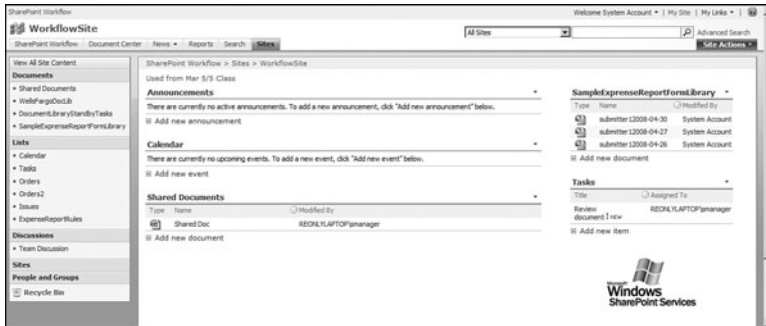 SharePoint Workflow
Welcome System Account | My Site | My Links
WorkflowSite
All Sites
Advanced Search
SharePoint Workflow Document Center News Reports Search Sites
Site Actions
View All Site Content
Documents
Shared Documents
WellsFargoDocLib
DocumentLibraryStandbyTasks
SampleExprenseReportFormLibrary
Lists
Calendar
Tasks
Orders
Orders2
Issues
ExpenseReportRules
Discussions
Team Discussion
Sites
People and Groups
Recycle Bin
SharePoint Workflow > Sites > WorkflowSite
Used from Mar 5/5 Class
Announcements
There are currently no active announcements. To add a new announcement, click "Add new announcement" below.
Add new announcement
Calendar
There are currently no upcoming events. To add a new event, click "Add new event" below.
Add new event
Shared Documents
Type Name Modified By
Shared Doc REONLYLAPTOP\pmanager
Add new document
SampleExprenseReportFormLibrary
Type Name Modified By
submitter12008-04-30 System Account
submitter12008-04-27 System Account
submitter12008-04-26 System Account
Add new document
Tasks
Title Assigned To
Review REONLYLAPTOP\pmanager
document 1 NEW
Add new item
Microsoft
Windows
SharePoint Services